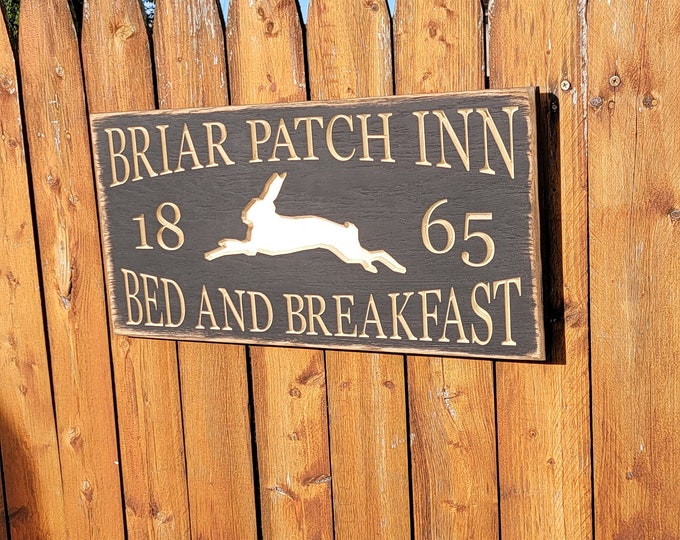 BRIAR PATCH INN
18 65
BED AND BREAKFAST